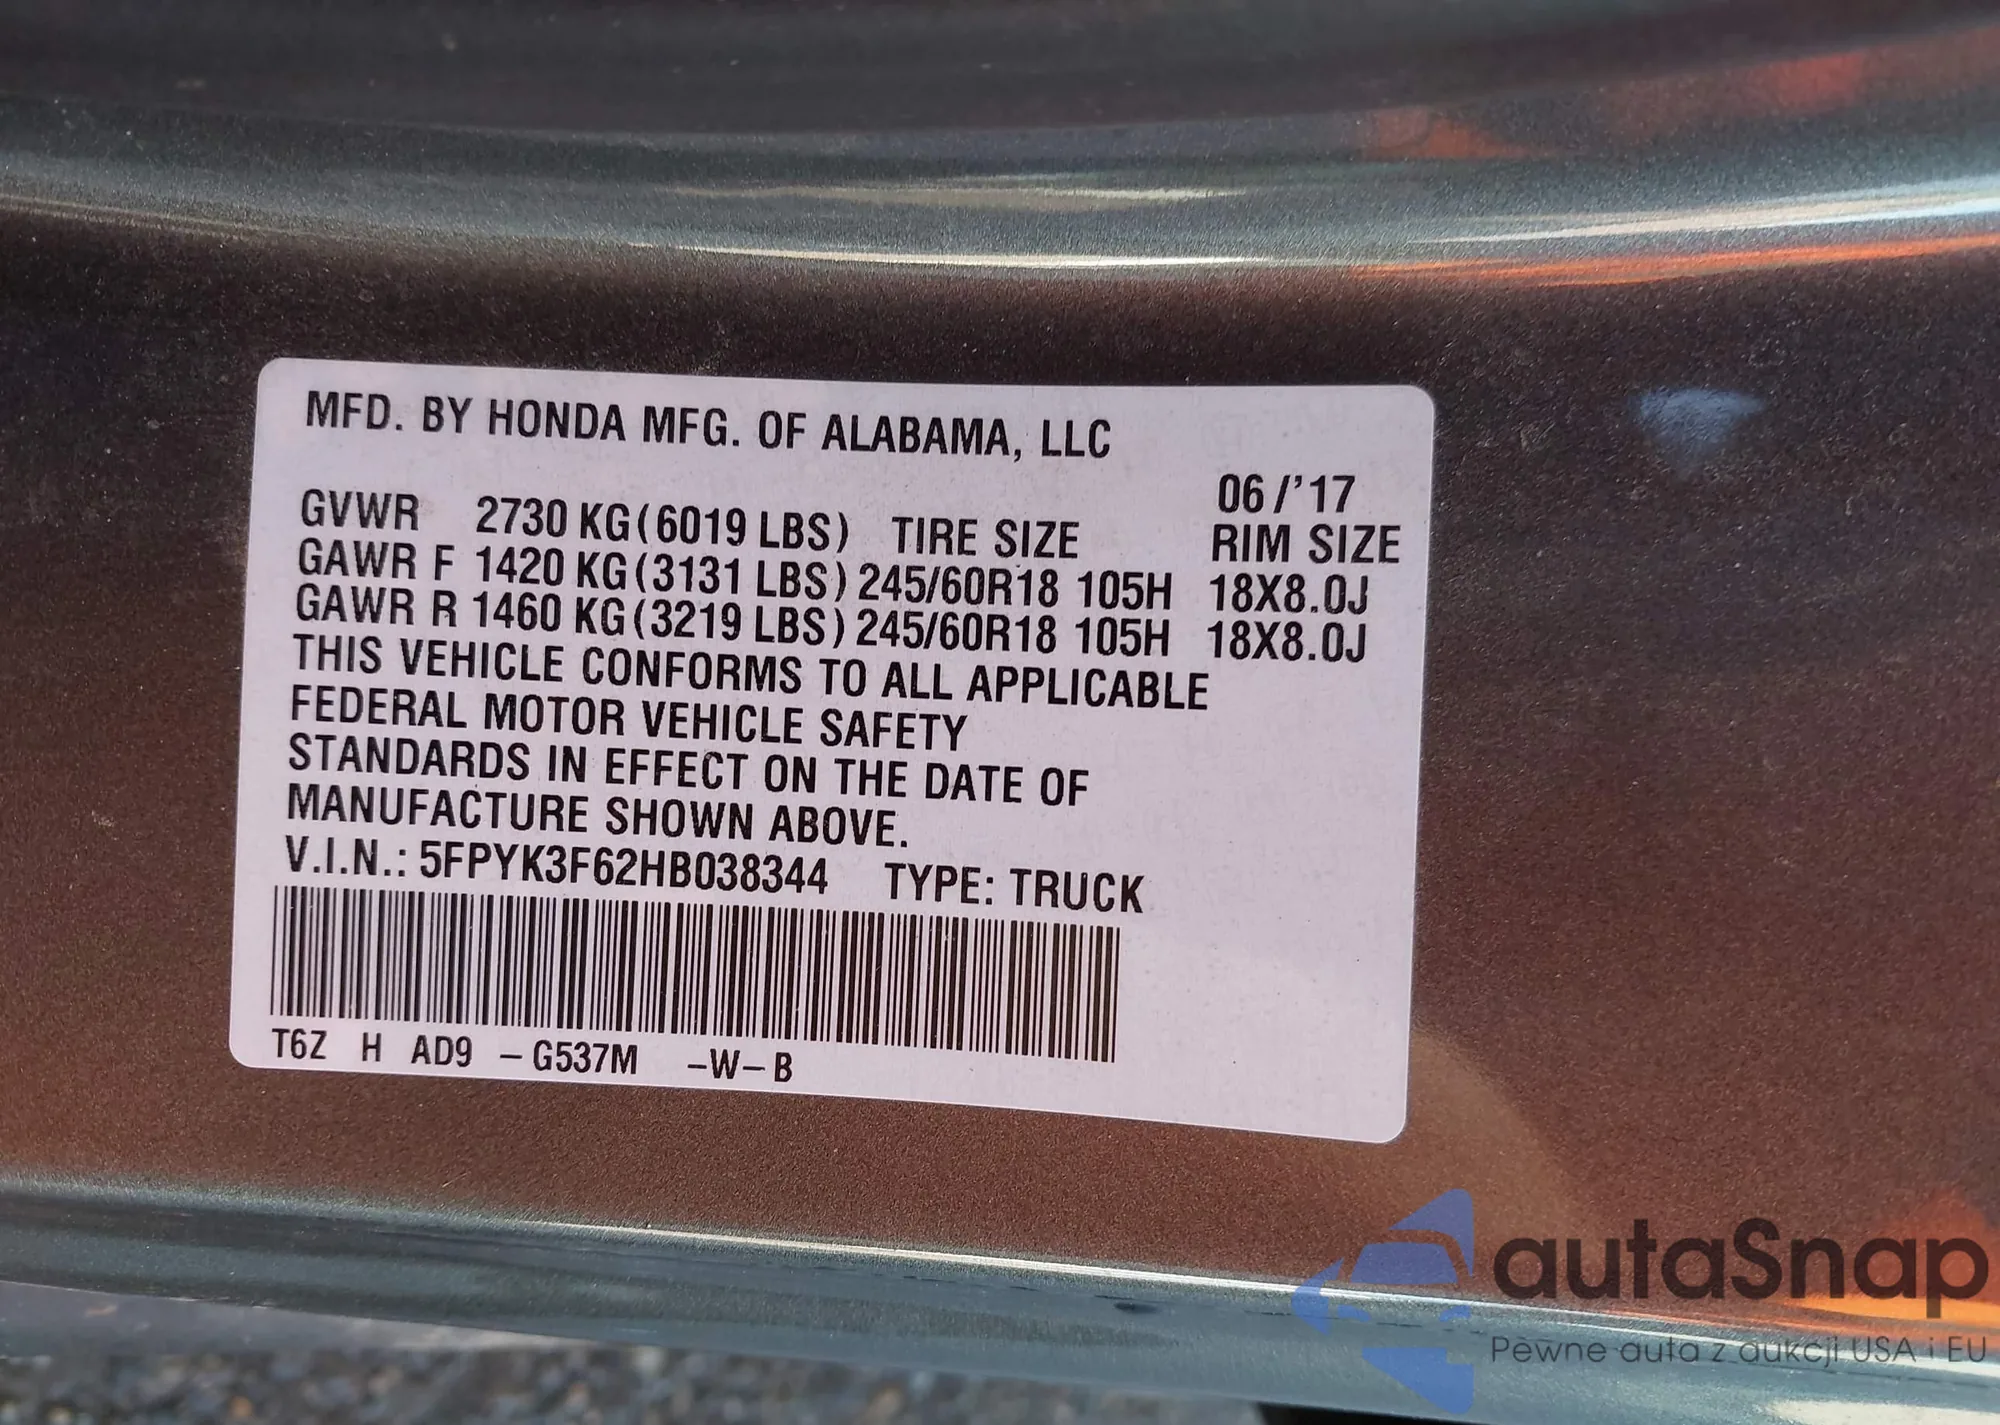 MFD. BY HONDA MFG. OF ALABAMA, LLC
06/'17
GVWR 2730 KG(6019 LBS) TIRE SIZE RIM SIZE
GAWR F 1420 KG(3131 LBS) 245/60R18 105H 18X8.0J
GAWR R 1460 KG(3219 LBS) 245/60R18 105H 18X8.0J
THIS VEHICLE CONFORMS TO ALL APPLICABLE
FEDERAL MOTOR VEHICLE SAFETY
STANDARDS IN EFFECT ON THE DATE OF
MANUFACTURE SHOWN ABOVE.
V.I.N.: 5FPYK3F62HB038344 TYPE: TRUCK
T6Z H AD9 -G537M -W-B
autaSnap
Pewne auta z aukcji USA i EU